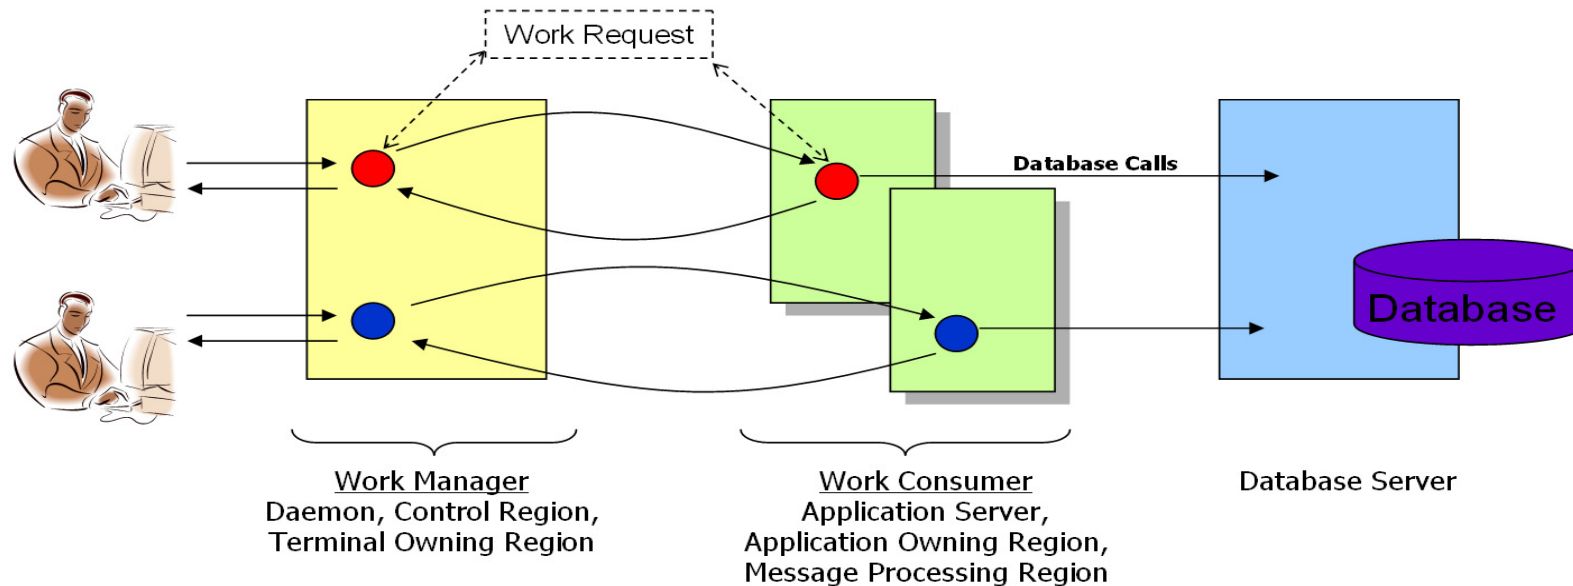 Work Request
Database Calls
Database
Work Manager
Daemon, Control Region,
Terminal Owning Region
Work Consumer
Application Server,
Application Owning Region,
Message Processing Region
Database Server